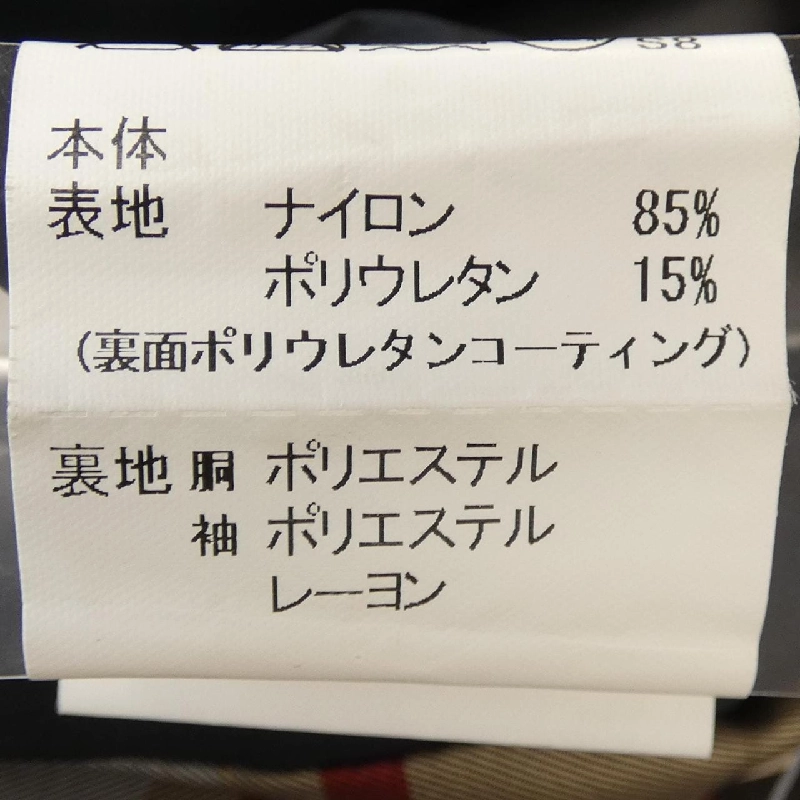 S8
本体
表地 ナイロン 85%
ポリウレタン 15%
(裏面ポリウレタンコーティング)
裏地 胴 ポリエステル
袖 ポリエステル
レーヨン